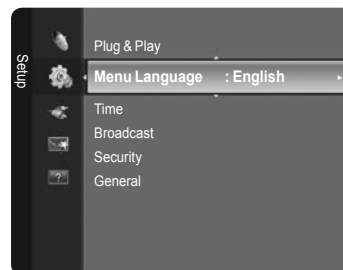 Setup
Plug & Play
Menu Language : English
Time
Broadcast
Security
General
?